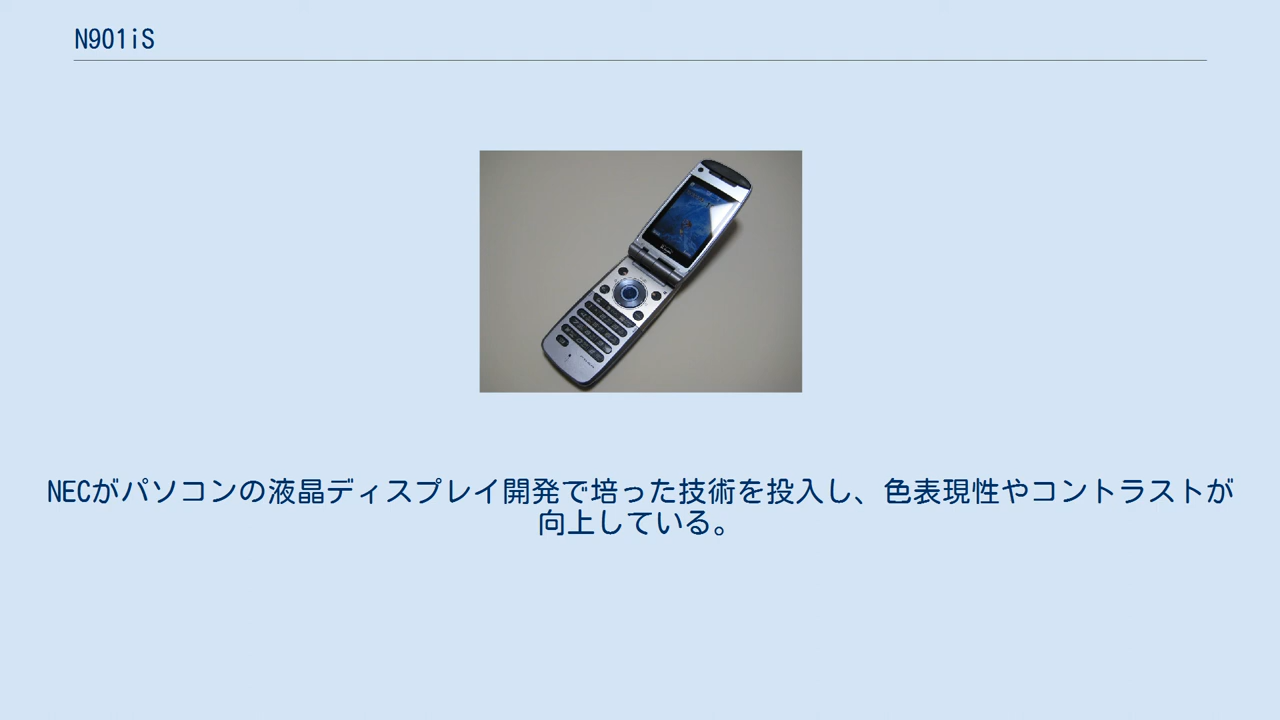 N901iS
NECがパソコンの液晶ディスプレイ開発で培った技術を投入し、色表現性やコントラストが
向上している。